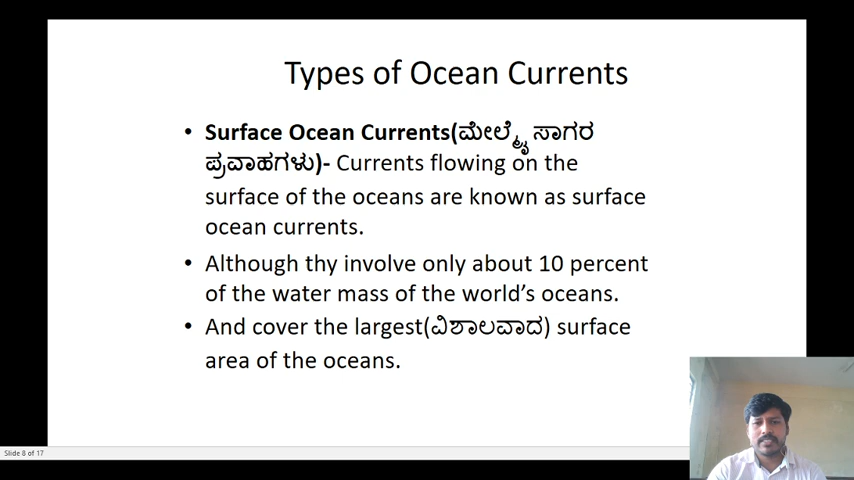 Types of Ocean Currents
• Surface Ocean Currents(ಮೇಲ್ಮೈ ಸಾಗರ
ಪ್ರವಾಹಗಳು)- Currents flowing on the
surface of the oceans are known as surface
ocean currents.
• Although thy involve only about 10 percent
of the water mass of the world’s oceans.
• And cover the largest(ವಿಶಾಲವಾದ) surface
area of the oceans.
Slide 8 of 17